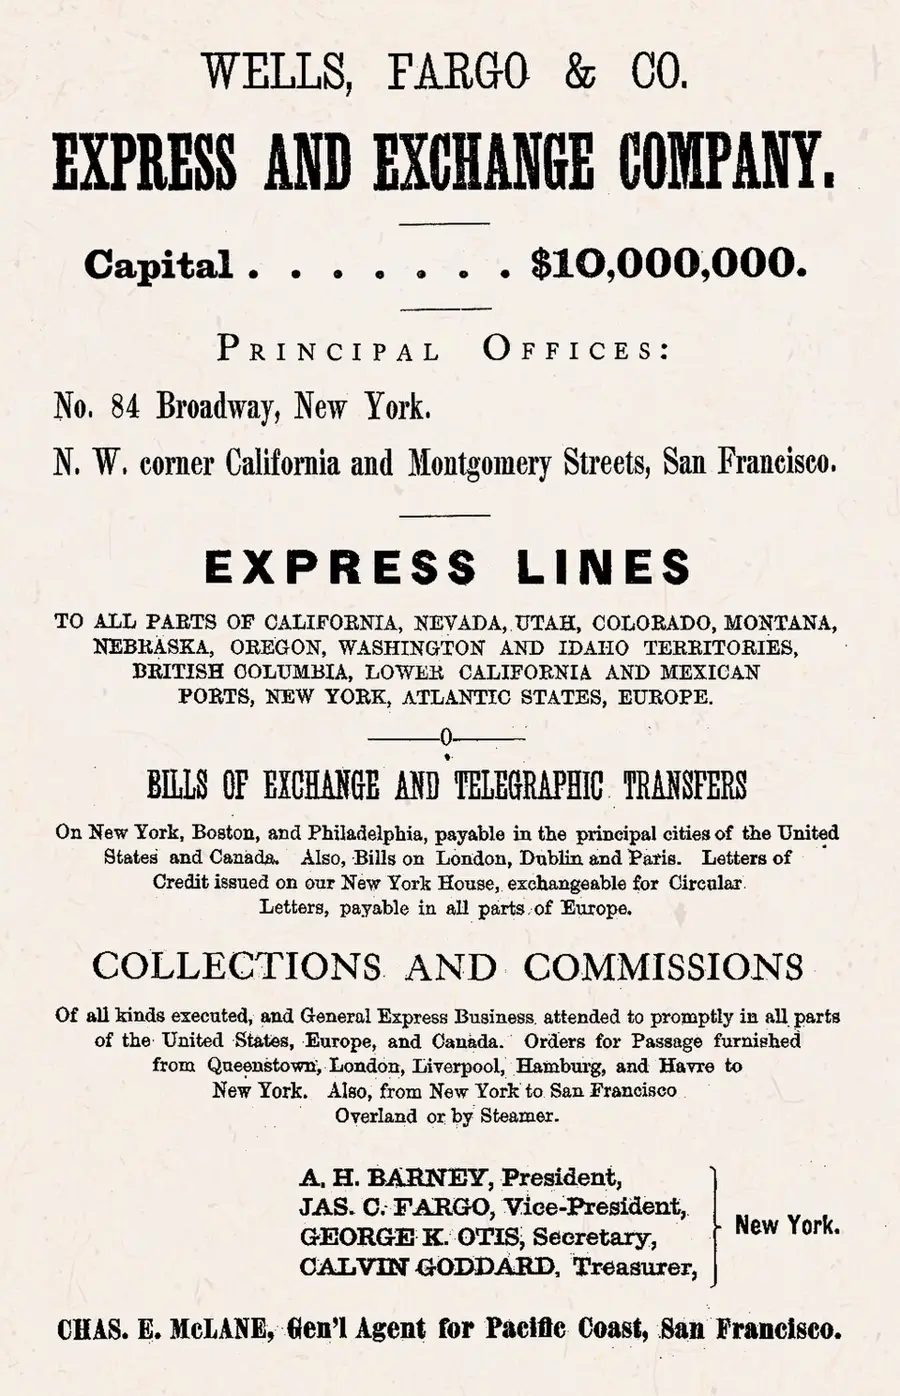 WELLS, FARGO & CO.
EXPRESS AND EXCHANGE COMPANY.
Capital . . . . . . . $10,000,000.
PRINCIPAL OFFICES:
No. 84 Broadway, New York.
N. W. corner California and Montgomery Streets, San Francisco.
EXPRESS LINES
TO ALL PARTS OF CALIFORNIA, NEVADA, UTAH, COLORADO, MONTANA,
NEBRASKA, OREGON, WASHINGTON AND IDAHO TERRITORIES,
BRITISH COLUMBIA, LOWER CALIFORNIA AND MEXICAN
PORTS, NEW YORK, ATLANTIC STATES, EUROPE.
BILLS OF EXCHANGE AND TELEGRAPHIC TRANSFERS
On New York, Boston, and Philadelphia, payable in the principal cities of the United
States and Canada. Also, Bills on London, Dublin and Paris. Letters of
Credit issued on our New York House, exchangeable for Circular
Letters, payable in all parts of Europe.
COLLECTIONS AND COMMISSIONS
Of all kinds executed, and General Express Business attended to promptly in all parts
of the United States, Europe, and Canada. Orders for Passage furnished
from Queenstown, London, Liverpool, Hamburg, and Havre to
New York. Also, from New York to San Francisco
Overland or by Steamer.
A. H. BARNEY, President,
JAS. C. FARGO, Vice-President,
GEORGE K. OTIS, Secretary,
CALVIN GODDARD, Treasurer,
New York.
CHAS. E. McLANE, Gen'l Agent for Pacific Coast, San Francisco.